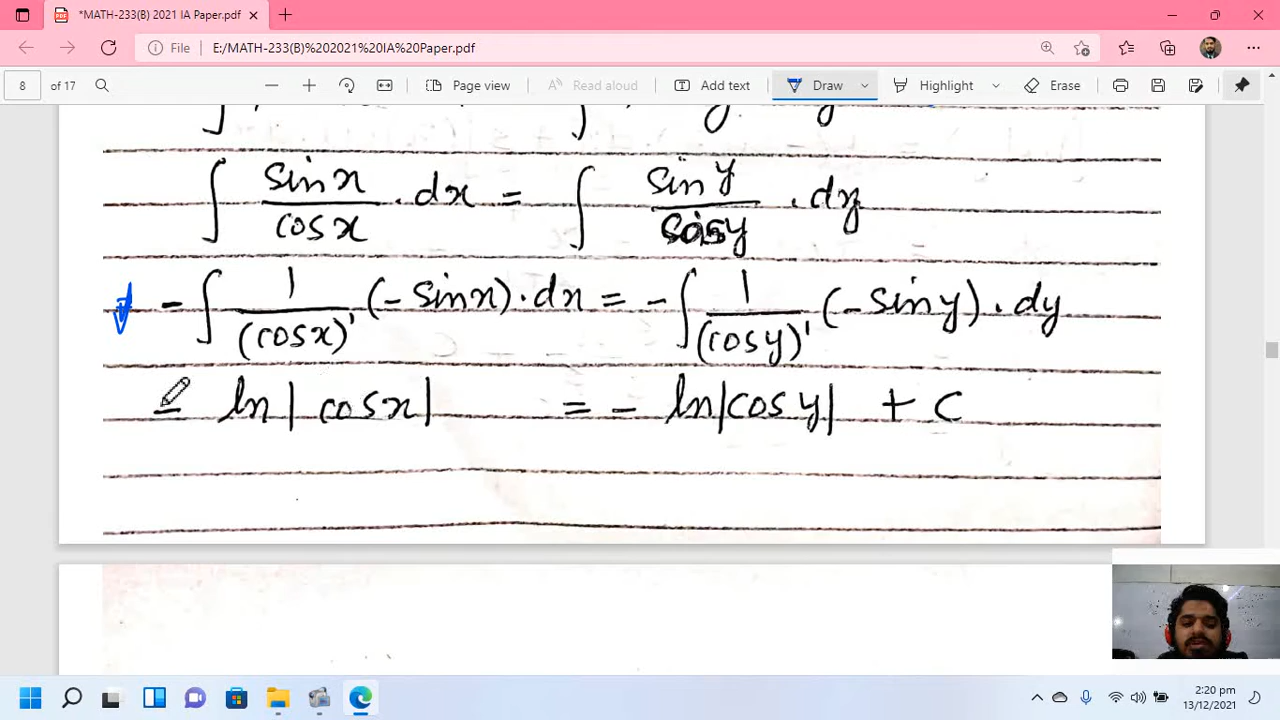 *MATH-233(B) 2021 IA Paper.pdf
File E:/MATH-233(B)%202021%20IA%20Paper.pdf
8 of 17 Page view Read aloud Add text Draw Highlight Erase
∫ sin x / cos x . dx = ∫ sin y / cos y . dy
- ∫ 1 / (cos x)¹ (- sin x) . dx = - ∫ 1 / (cos y)¹ (- sin y) . dy
- ln | cos x | = - ln |cos y| + C
2:20 pm
13/12/2021